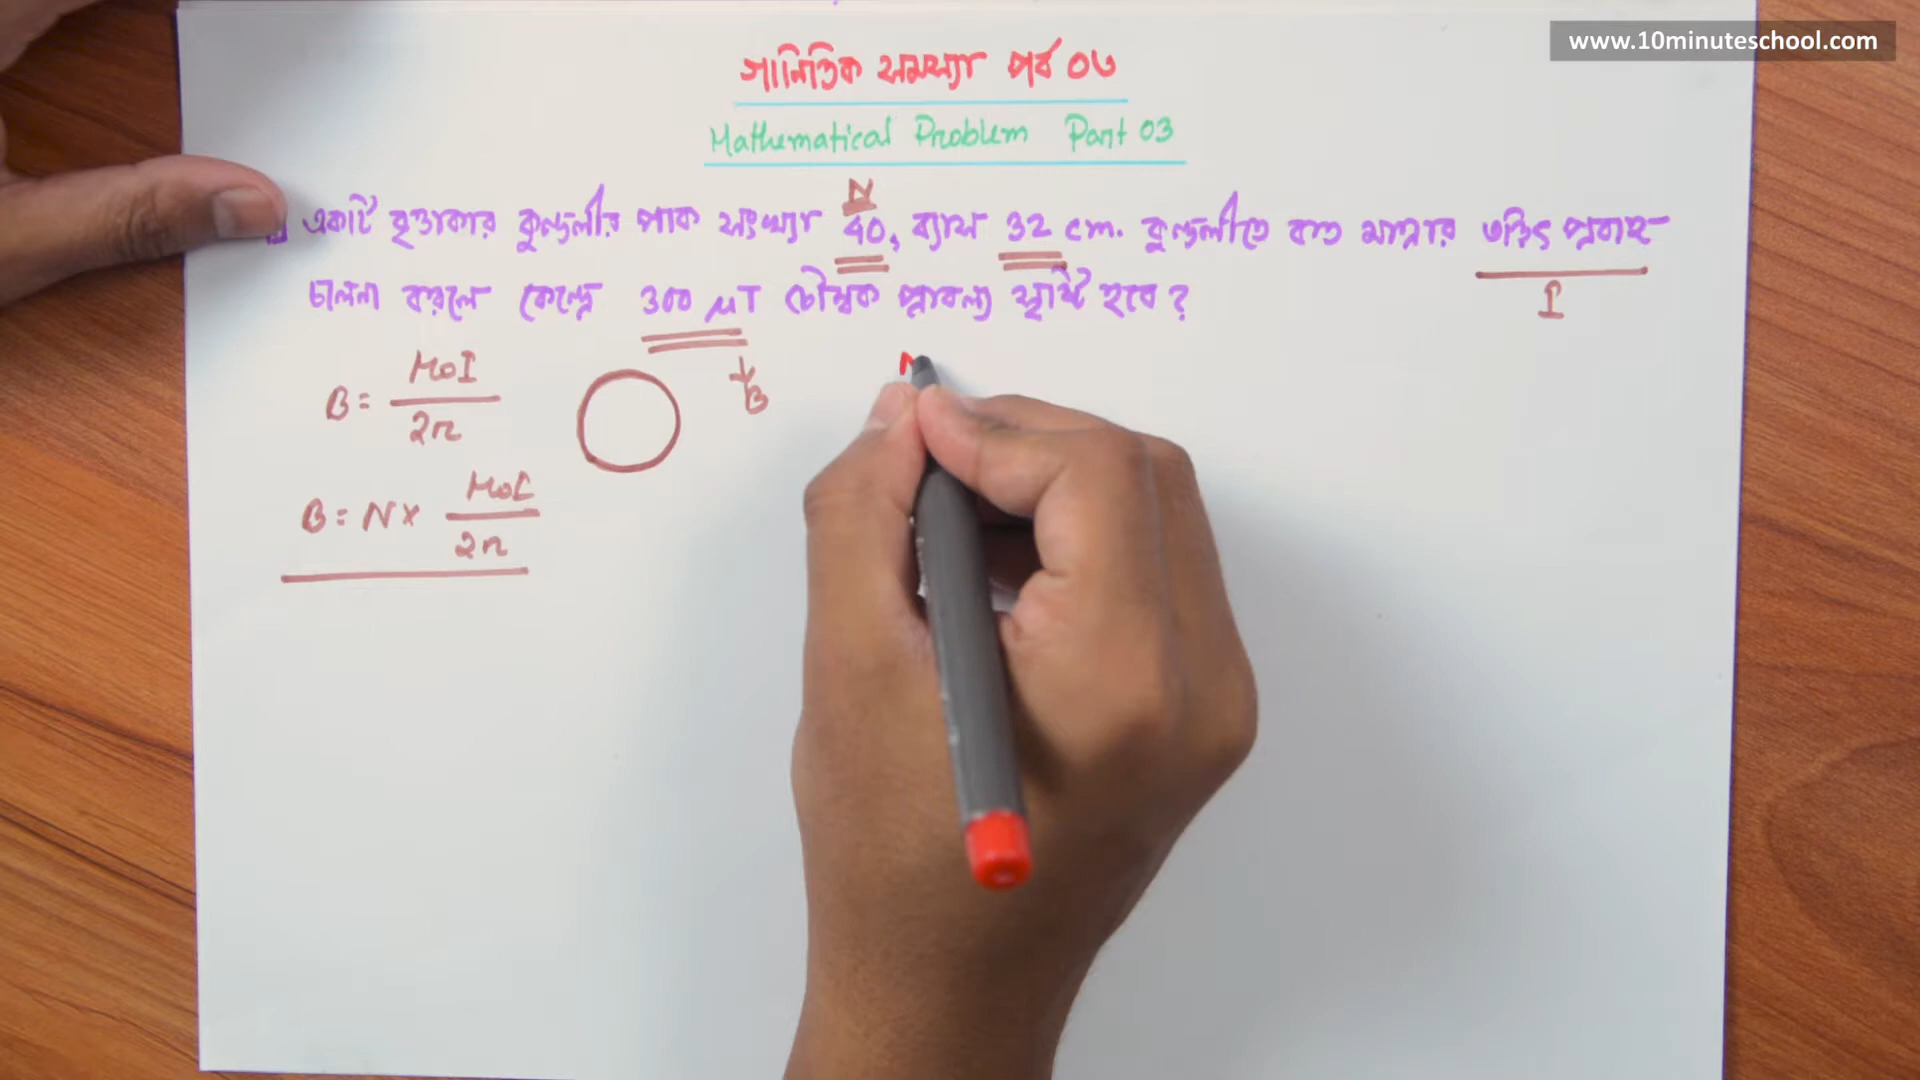 www.10minuteschool.com
গাণিতিক সমস্যা পর্ব ০৩
Mathematical Problem Part 03
N
একটি বৃত্তাকার কুন্ডলীর পাক সংখ্যা 40, ব্যাস 32 cm. কুন্ডলীতে কত মাত্রার তড়িৎ প্রবাহ
I
চালনা করলে কেন্দ্রে 300 μT চৌম্বক প্রাবল্য সৃষ্টি হবে?
B = μ₀I / 2r
↓ B
N
B = N × μ₀I / 2r